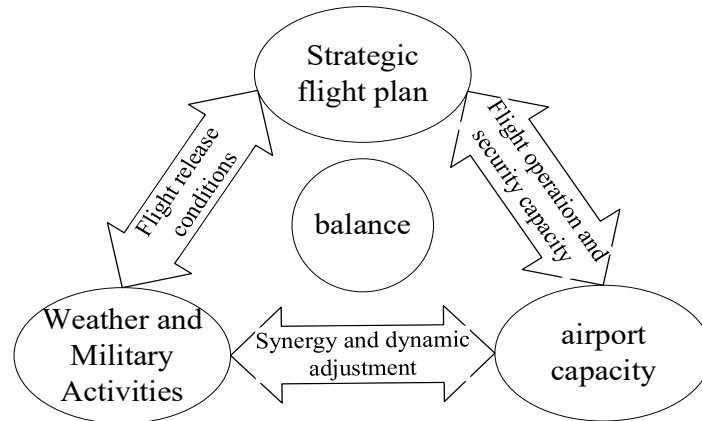 Strategic
flight plan
Flight release
conditions
Flight operation and
security capacity
balance
Weather and
Military
Activities
Synergy and dynamic
adjustment
airport
capacity